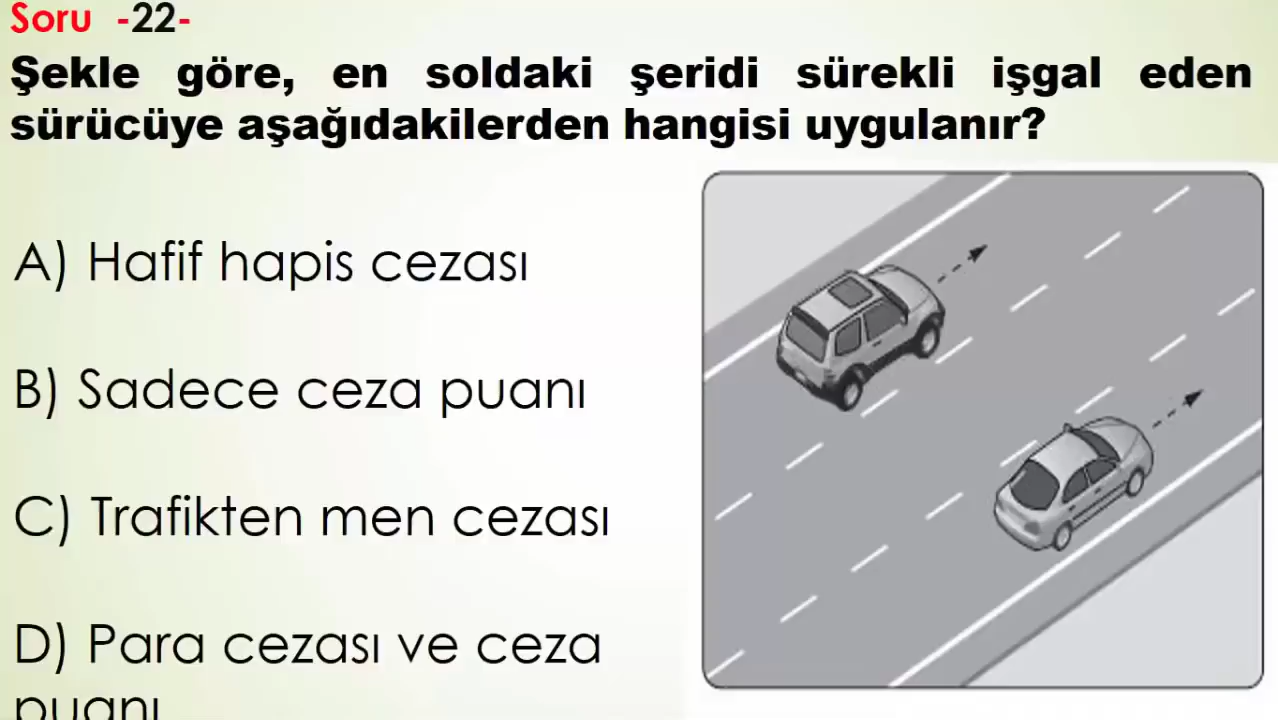 Soru -22-
Şekle göre, en soldaki şeridi sürekli işgal eden
sürücüye aşağıdakilerden hangisi uygulanır?
A) Hafif hapis cezası
B) Sadece ceza puanı
C) Trafikten men cezası
D) Para cezası ve ceza
puanı